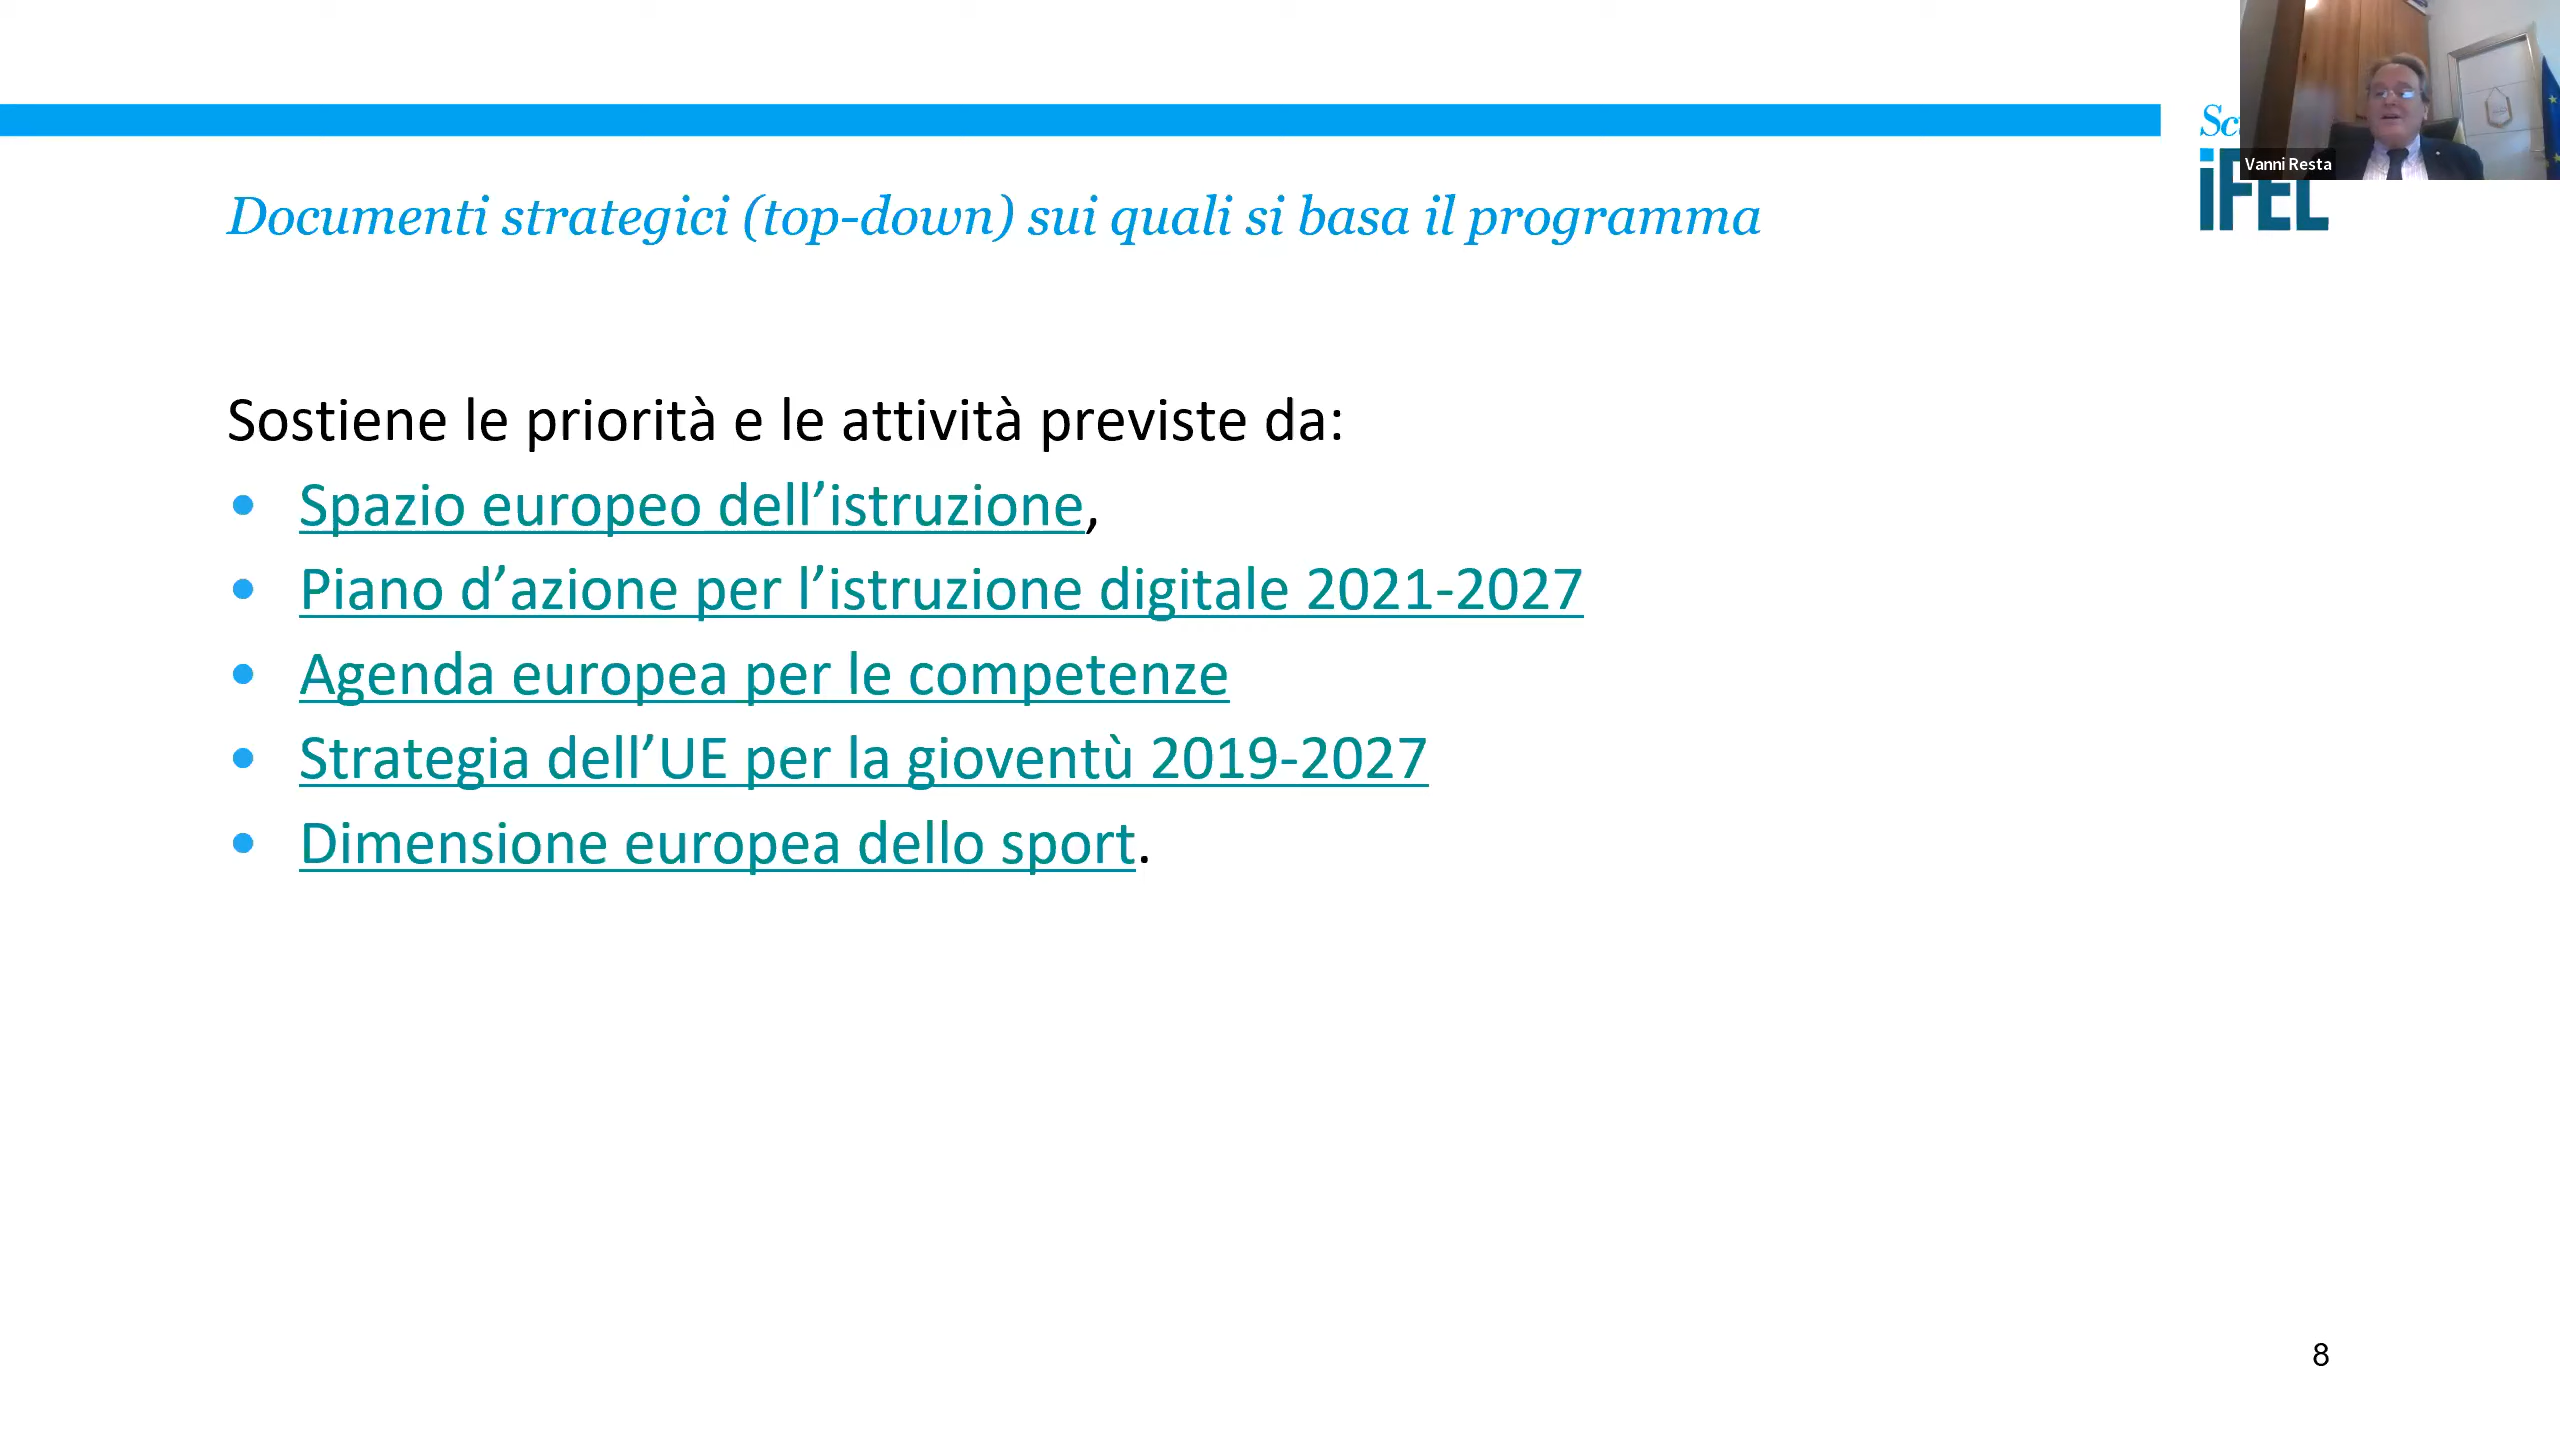 Vanni Resta
iFEL
Documenti strategici (top-down) sui quali si basa il programma
Sostiene le priorità e le attività previste da:
• Spazio europeo dell’istruzione,
• Piano d’azione per l’istruzione digitale 2021-2027
• Agenda europea per le competenze
• Strategia dell’UE per la gioventù 2019-2027
• Dimensione europea dello sport.
8